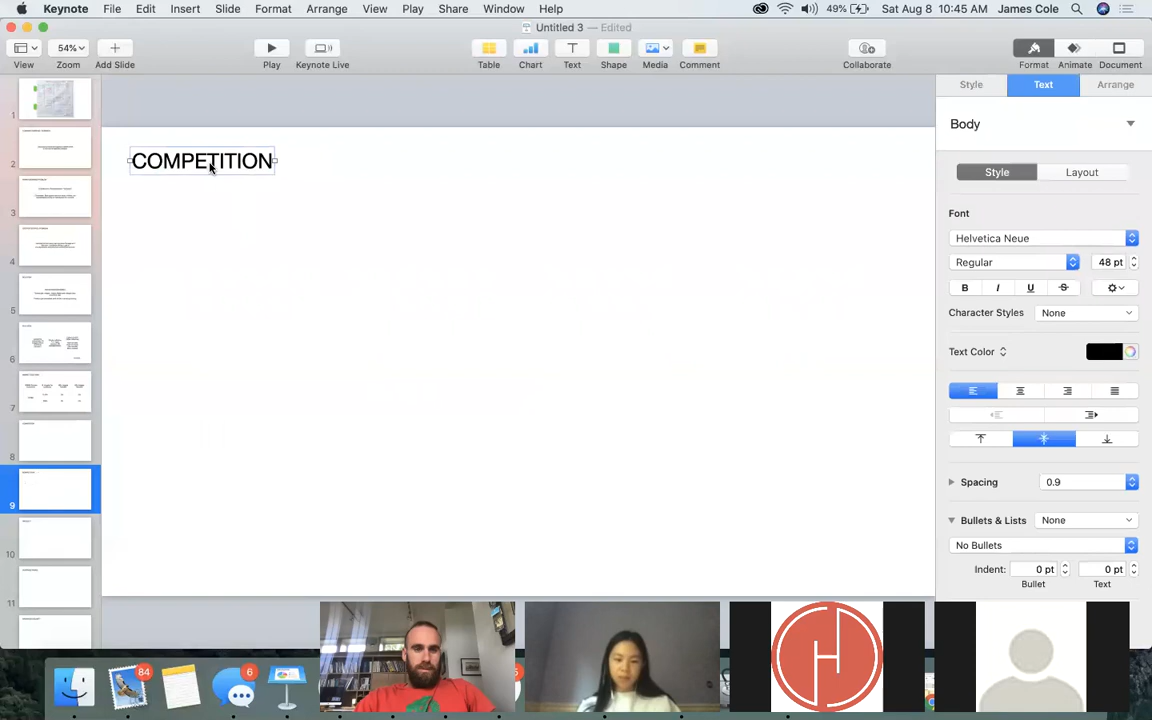 Keynote File Edit Insert Slide Format Arrange View Play Share Window Help 49% Sat Aug 8 10:45 AM James Cole
Untitled 3 — Edited
54%
View Zoom Add Slide Play Keynote Live Table Chart Text Shape Media Comment Collaborate Format Animate Document
Style Text Arrange
Body
Style Layout
Font
Helvetica Neue
Regular 48 pt
B I U S
Character Styles None
Text Color
Spacing 0.9
Bullets & Lists None
No Bullets
Indent: 0 pt 0 pt
Bullet Text
COMPETITION
1
2
3
4
5
6
7
8
9
10
11
84
6
H